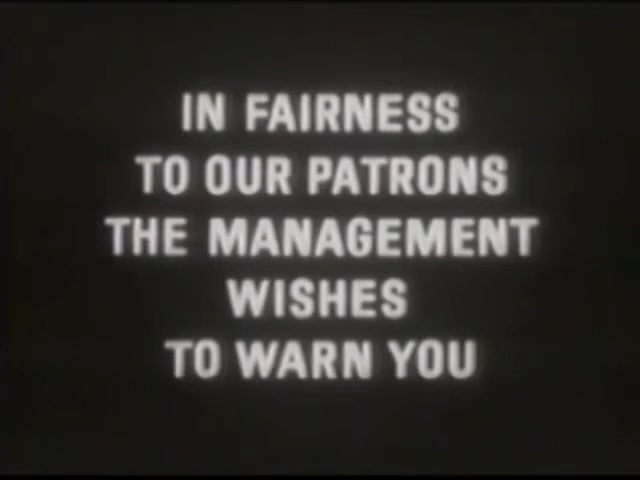 IN FAIRNESS
TO OUR PATRONS
THE MANAGEMENT
WISHES
TO WARN YOU